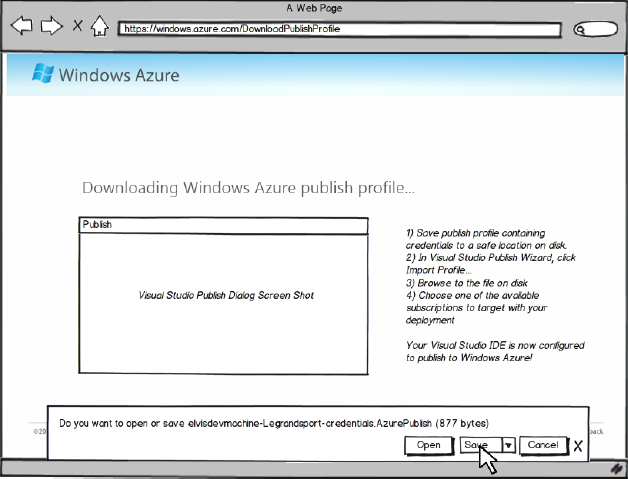 A Web Page
https://windows.azure.com/DownloadPublishProfile
Windows Azure
Downloading Windows Azure publish profile...
Publish
Visual Studio Publish Dialog Screen Shot
1) Save publish profile containing
credentials to a safe location on disk.
2) In Visual Studio Publish Wizard, click
Import Profile...
3) Browse to the file on disk
4) Choose one of the available
subscriptions to target with your
deployment
Your Visual Studio IDE is now configured
to publish to Windows Azure!
Do you want to open or save elvisdevmachine-Legrandsport-credentials.AzurePublish (877 bytes)
Open
Save
Cancel
X